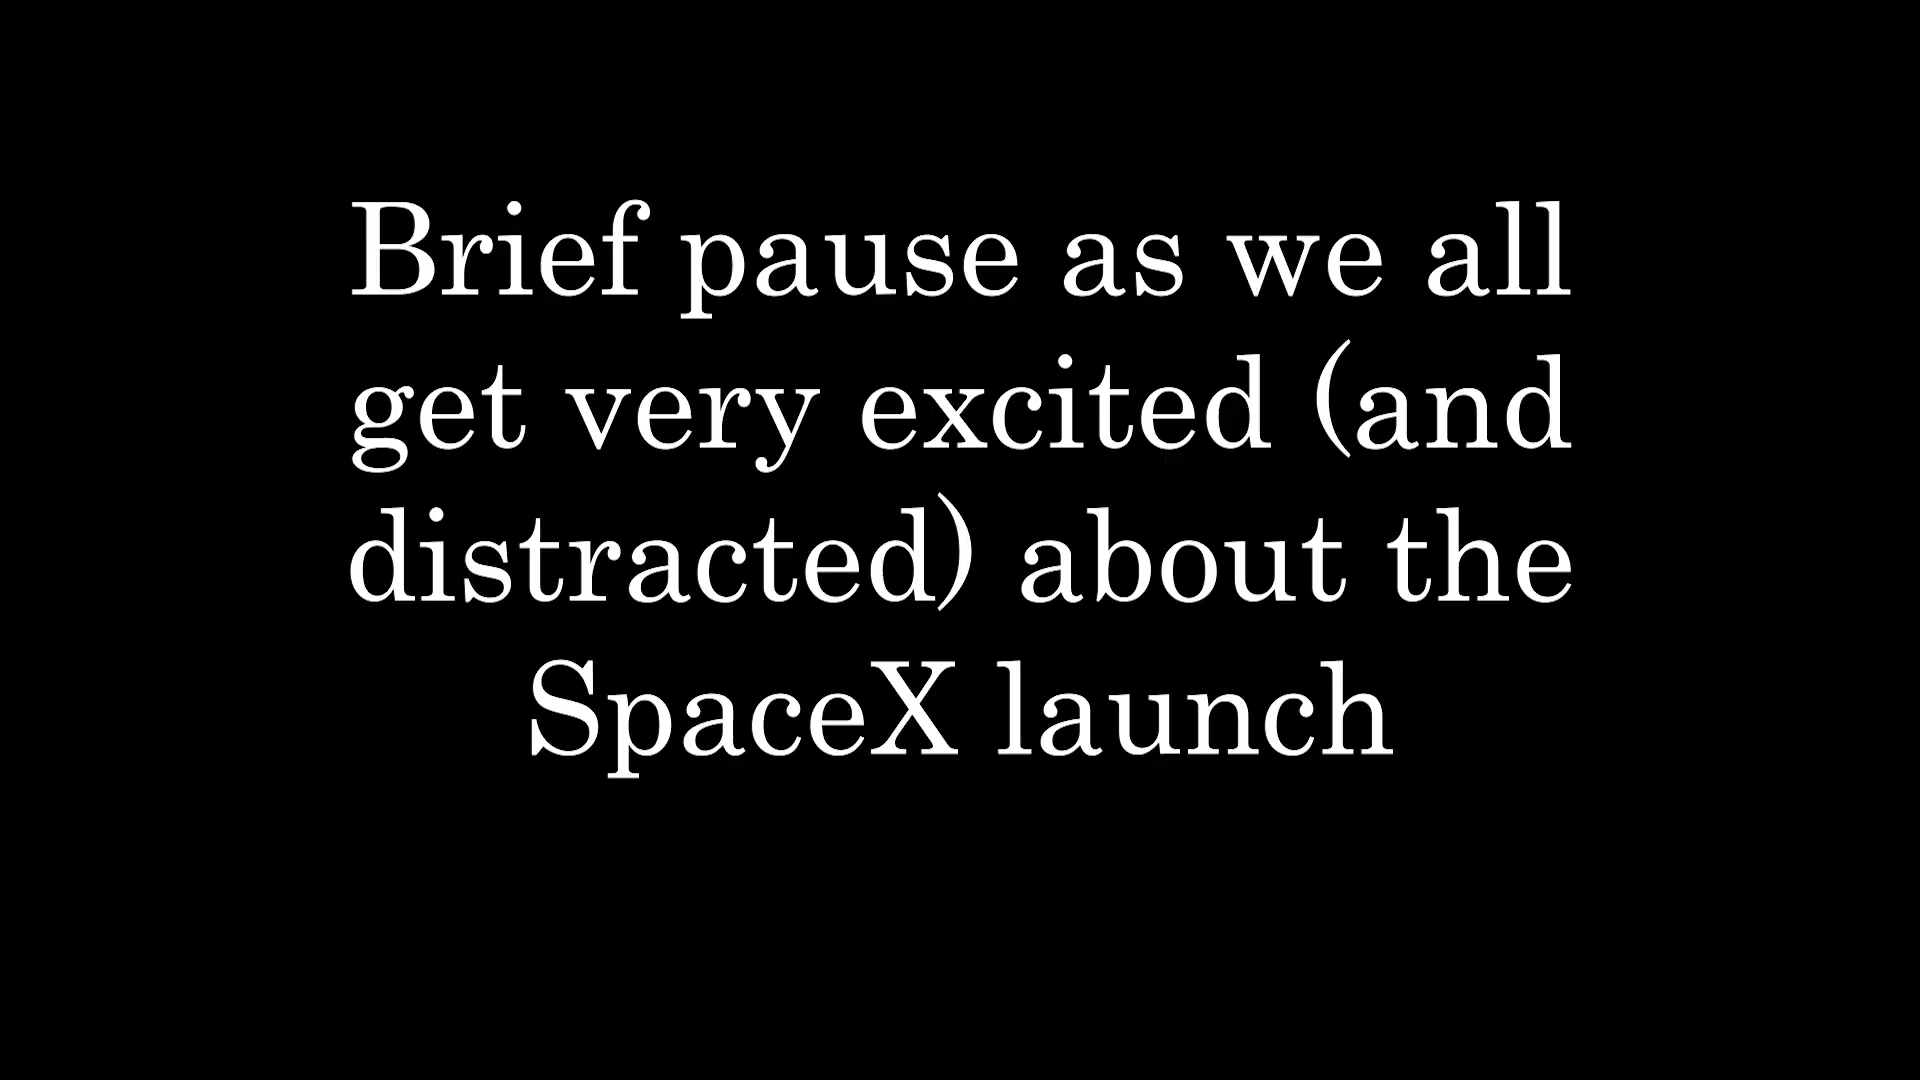 Brief pause as we all
get very excited (and
distracted) about the
SpaceX launch